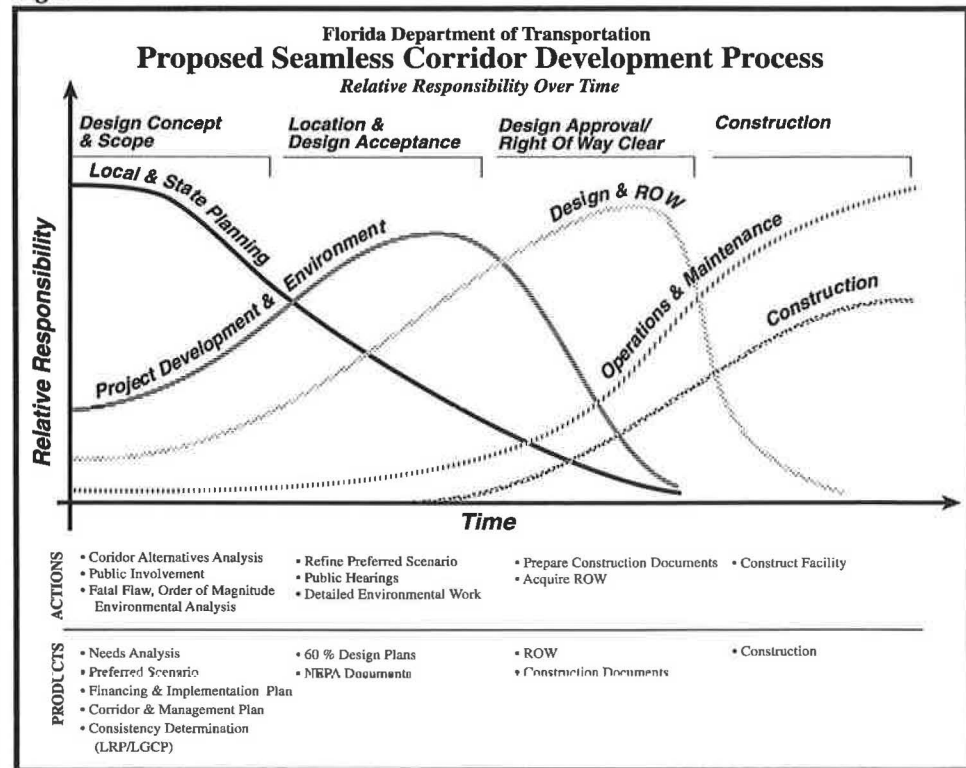 Florida Department of Transportation
Proposed Seamless Corridor Development Process
Relative Responsibility Over Time
Design Concept
& Scope
Location &
Design Acceptance
Design Approval/
Right Of Way Clear
Construction
Local & State Planning
Project Development & Environment
Design & ROW
Operations & Maintenance
Construction
Relative Responsibility
Time
ACTIONS
• Coridor Alternatives Analysis
• Public Involvement
• Fatal Flaw, Order of Magnitude
Environmental Analysis
• Refine Preferred Scenario
• Public Hearings
• Detailed Environmental Work
• Prepare Construction Documents
• Acquire ROW
• Construct Facility
PRODUCTS
• Needs Analysis
• Preferred Scenario
• Financing & Implementation Plan
• Corridor & Management Plan
• Consistency Determination
(LRP/LGCP)
• 60 % Design Plans
• NEPA Documents
• ROW
• Construction Documents
• Construction